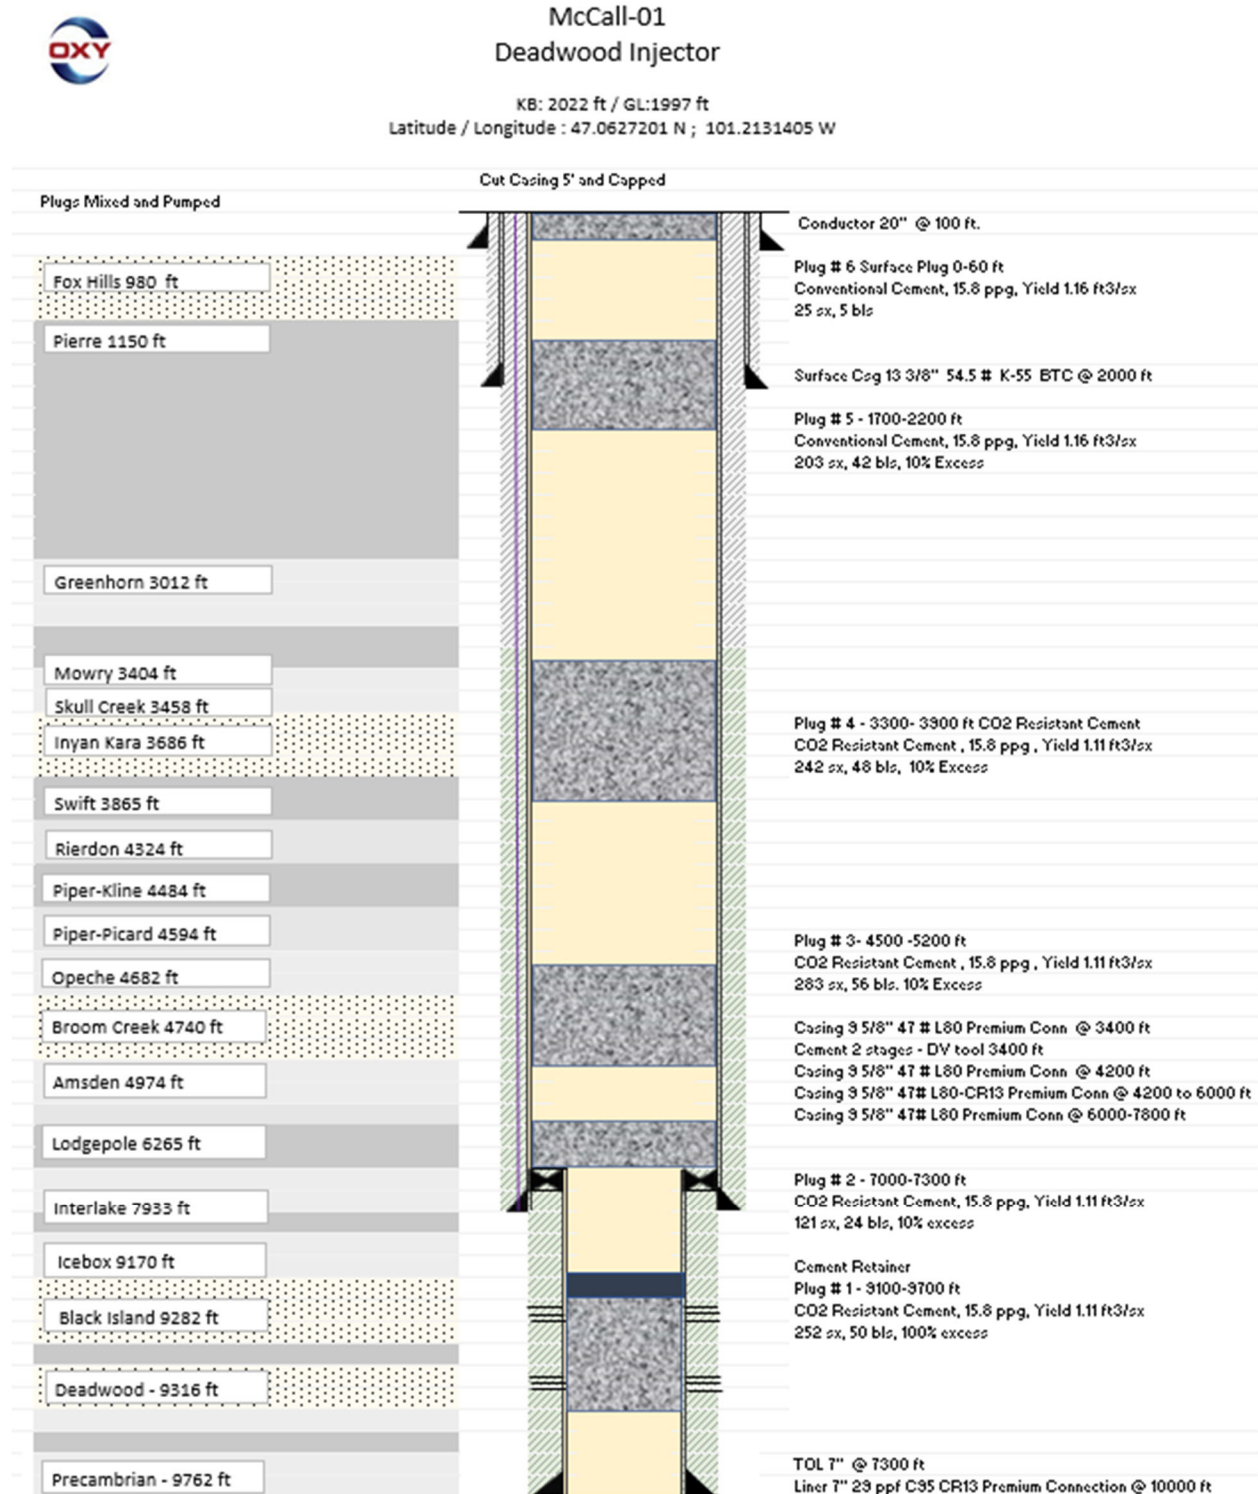 OXY
McCall-01
Deadwood Injector
KB: 2022 ft / GL:1997 ft
Latitude / Longitude : 47.0627201 N ; 101.2131405 W
Cut Casing 5' and Capped
Plugs Mixed and Pumped
Conductor 20" @ 100 ft.
Fox Hills 980 ft
Plug # 6 Surface Plug 0-60 ft
Conventional Cement, 15.8 ppg, Yield 1.16 ft3/sx
25 sx, 5 bls
Pierre 1150 ft
Surface Csg 13 3/8" 54.5 # K-55 BTC @ 2000 ft
Plug # 5 - 1700-2200 ft
Conventional Cement, 15.8 ppg, Yield 1.16 ft3/sx
203 sx, 42 bls, 10% Excess
Greenhorn 3012 ft
Mowry 3404 ft
Skull Creek 3458 ft
Inyan Kara 3686 ft
Plug # 4 - 3300- 3900 ft CO2 Resistant Cement
CO2 Resistant Cement , 15.8 ppg , Yield 1.11 ft3/sx
242 sx, 48 bls, 10% Excess
Swift 3865 ft
Rierdon 4324 ft
Piper-Kline 4484 ft
Piper-Picard 4594 ft
Opeche 4682 ft
Plug # 3- 4500 -5200 ft
CO2 Resistant Cement , 15.8 ppg , Yield 1.11 ft3/sx
283 sx, 56 bls. 10% Excess
Broom Creek 4740 ft
Amsden 4974 ft
Casing 9 5/8" 47 # L80 Premium Conn @ 3400 ft
Cement 2 stages - DV tool 3400 ft
Casing 9 5/8" 47 # L80 Premium Conn @ 4200 ft
Casing 9 5/8" 47# L80-CR13 Premium Conn @ 4200 to 6000 ft
Casing 9 5/8" 47# L80 Premium Conn @ 6000-7800 ft
Lodgepole 6265 ft
Interlake 7933 ft
Plug # 2 - 7000-7300 ft
CO2 Resistant Cement, 15.8 ppg, Yield 1.11 ft3/sx
121 sx, 24 bls, 10% excess
Icebox 9170 ft
Black Island 9282 ft
Cement Retainer
Plug # 1 - 9100-9700 ft
CO2 Resistant Cement, 15.8 ppg, Yield 1.11 ft3/sx
252 sx, 50 bls, 100% excess
Deadwood - 9316 ft
Precambrian - 9762 ft
TOL 7" @ 7300 ft
Liner 7" 29 ppf C95 CR13 Premium Connection @ 10000 ft